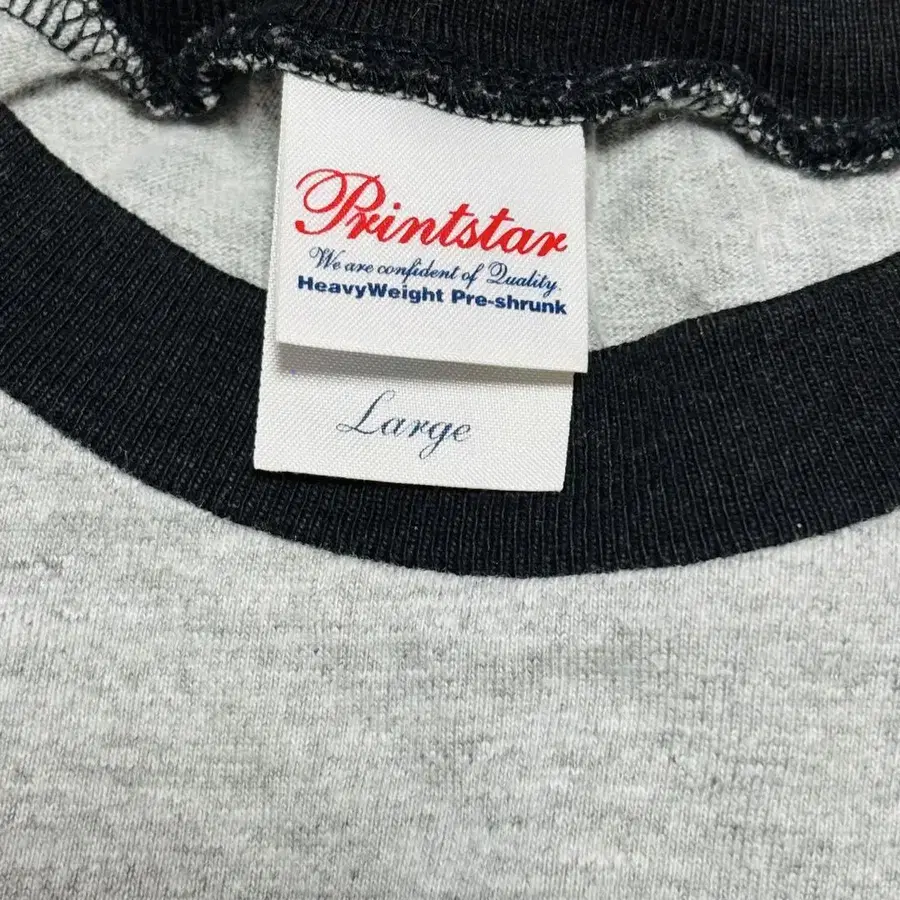 Printstar
We are confident of Quality.
HeavyWeight Pre-shrunk
Large